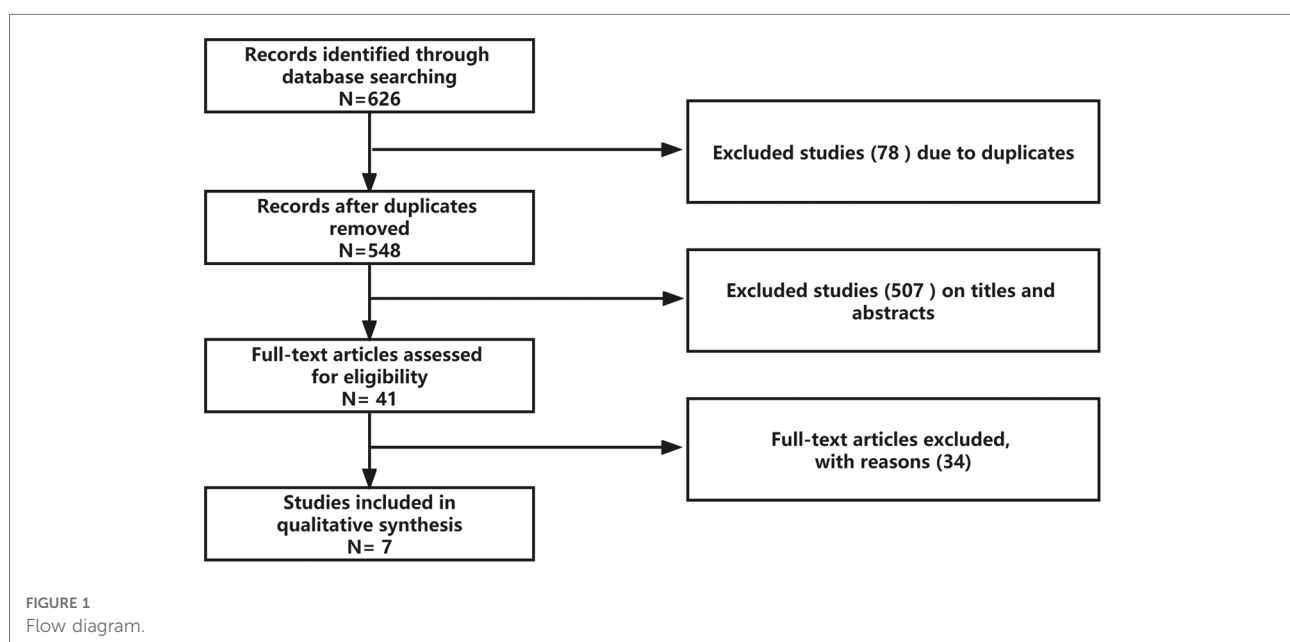 Records identified through
database searching
N=626
Excluded studies (78 ) due to duplicates
Records after duplicates
removed
N=548
Excluded studies (507 ) on titles and
abstracts
Full-text articles assessed
for eligibility
N= 41
Full-text articles excluded,
with reasons (34)
Studies included in
qualitative synthesis
N= 7
FIGURE 1
Flow diagram.